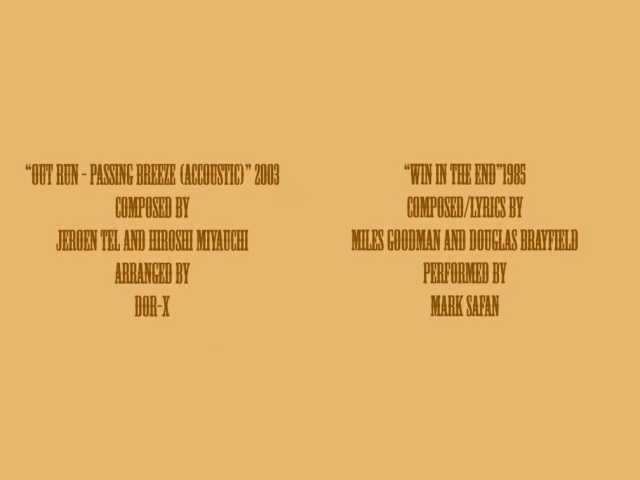 “OUT RUN - PASSING BREEZE (ACCOUSTIC)” 2003
COMPOSED BY
JEROEN TEL AND HIROSHI MIYAUCHI
ARRANGED BY
DOR-X
“WIN IN THE END”1985
COMPOSED/LYRICS BY
MILES GOODMAN AND DOUGLAS BRAYFIELD
PERFORMED BY
MARK SAFAN